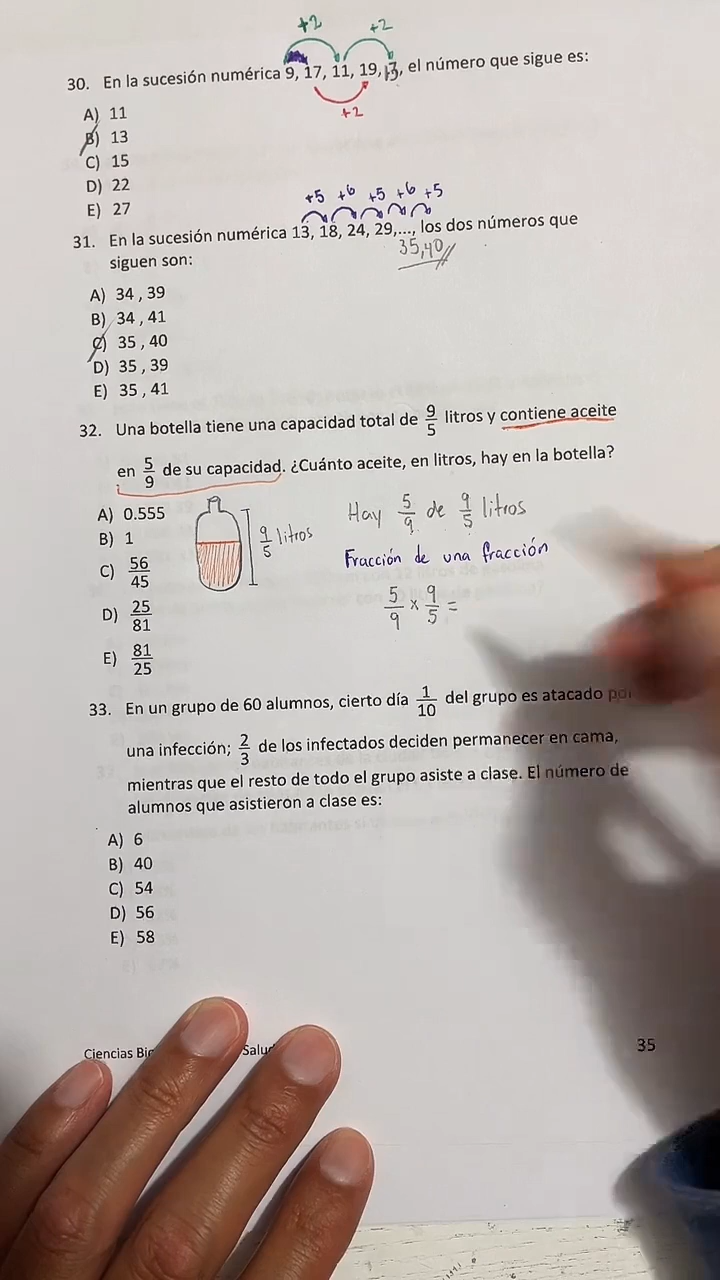 +2 +2
30. En la sucesión numérica 9, 17, 11, 19, 13, el número que sigue es:
+2
A) 11
B) 13
C) 15
D) 22
E) 27
+5 +6 +5 +6 +5
31. En la sucesión numérica 13, 18, 24, 29,..., los dos números que
siguen son:
35,40
A) 34 , 39
B) 34 , 41
C) 35 , 40
D) 35 , 39
E) 35 , 41
32. Una botella tiene una capacidad total de 9/5 litros y contiene aceite
en 5/9 de su capacidad. ¿Cuánto aceite, en litros, hay en la botella?
A) 0.555
B) 1
C) 56/45
D) 25/81
E) 81/25
9/5 litros
Hay 5/9 de 9/5 litros
Fracción de una fracción
5/9 x 9/5 =
33. En un grupo de 60 alumnos, cierto día 1/10 del grupo es atacado por
una infección; 2/3 de los infectados deciden permanecer en cama,
mientras que el resto de todo el grupo asiste a clase. El número de
alumnos que asistieron a clase es:
A) 6
B) 40
C) 54
D) 56
E) 58
Ciencias Salud
35